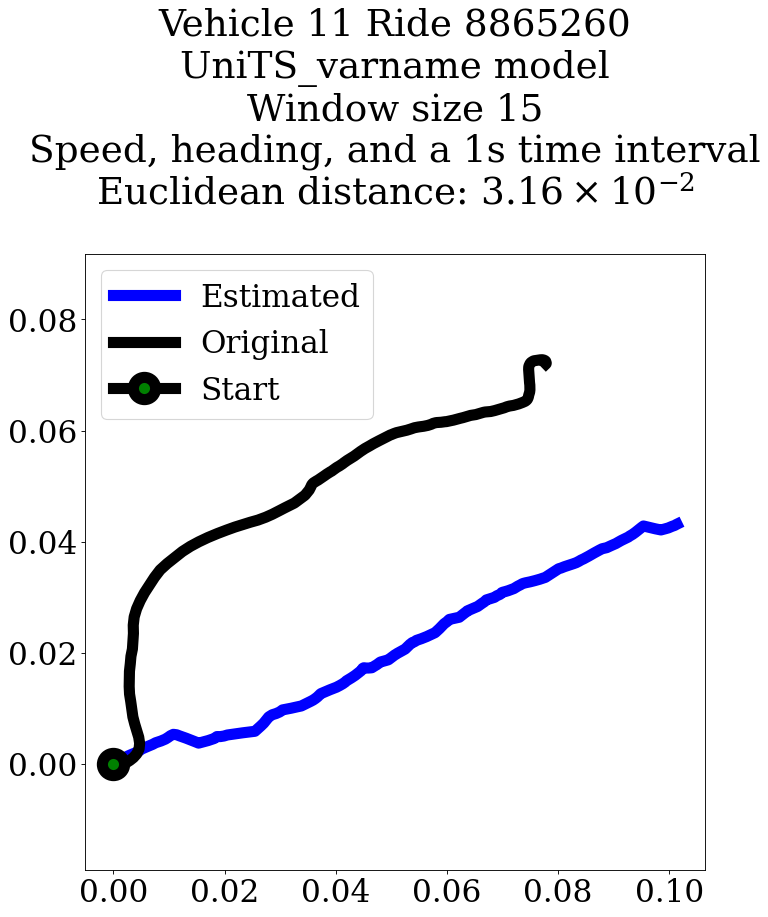 Vehicle 11 Ride 8865260
UniTS_varname model
Window size 15
Speed, heading, and a 1s time interval
Euclidean distance: 3.16 × 10⁻²
Estimated
Original
Start
0.08
0.06
0.04
0.02
0.00
0.00 0.02 0.04 0.06 0.08 0.10